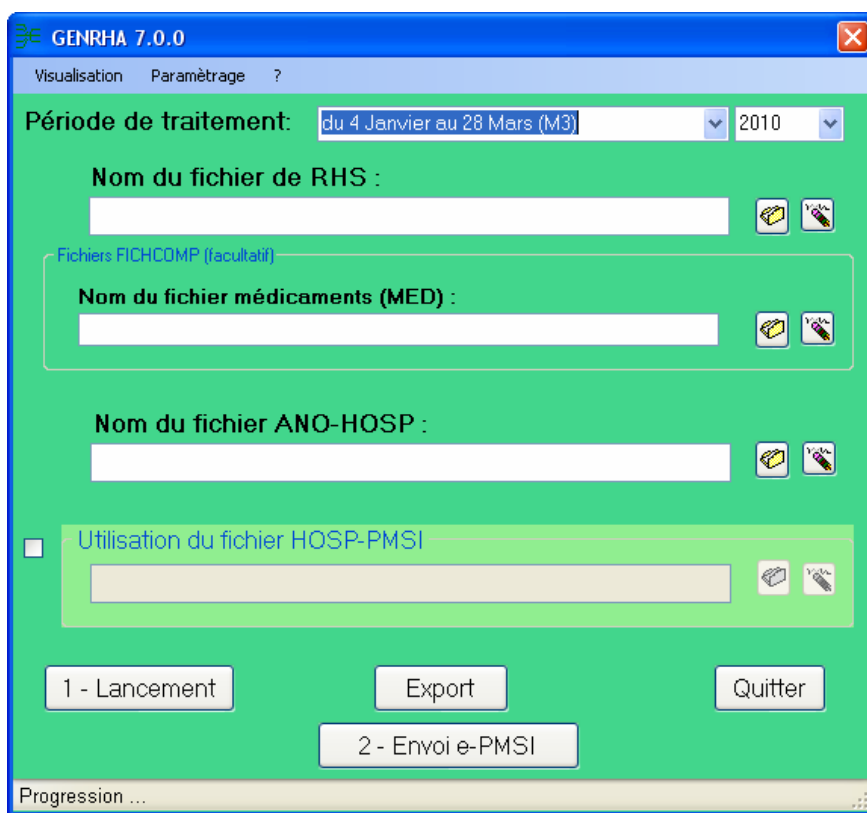 GENRHA 7.0.0
Visualisation Paramètrage ?
Période de traitement: du 4 Janvier au 28 Mars (M3) 2010
Nom du fichier de RHS :
Fichiers FICHCOMP (facultatif)
Nom du fichier médicaments (MED) :
Nom du fichier ANO-HOSP :
Utilisation du fichier HOSP-PMSI
1 - Lancement Export Quitter
2 - Envoi e-PMSI
Progression ...